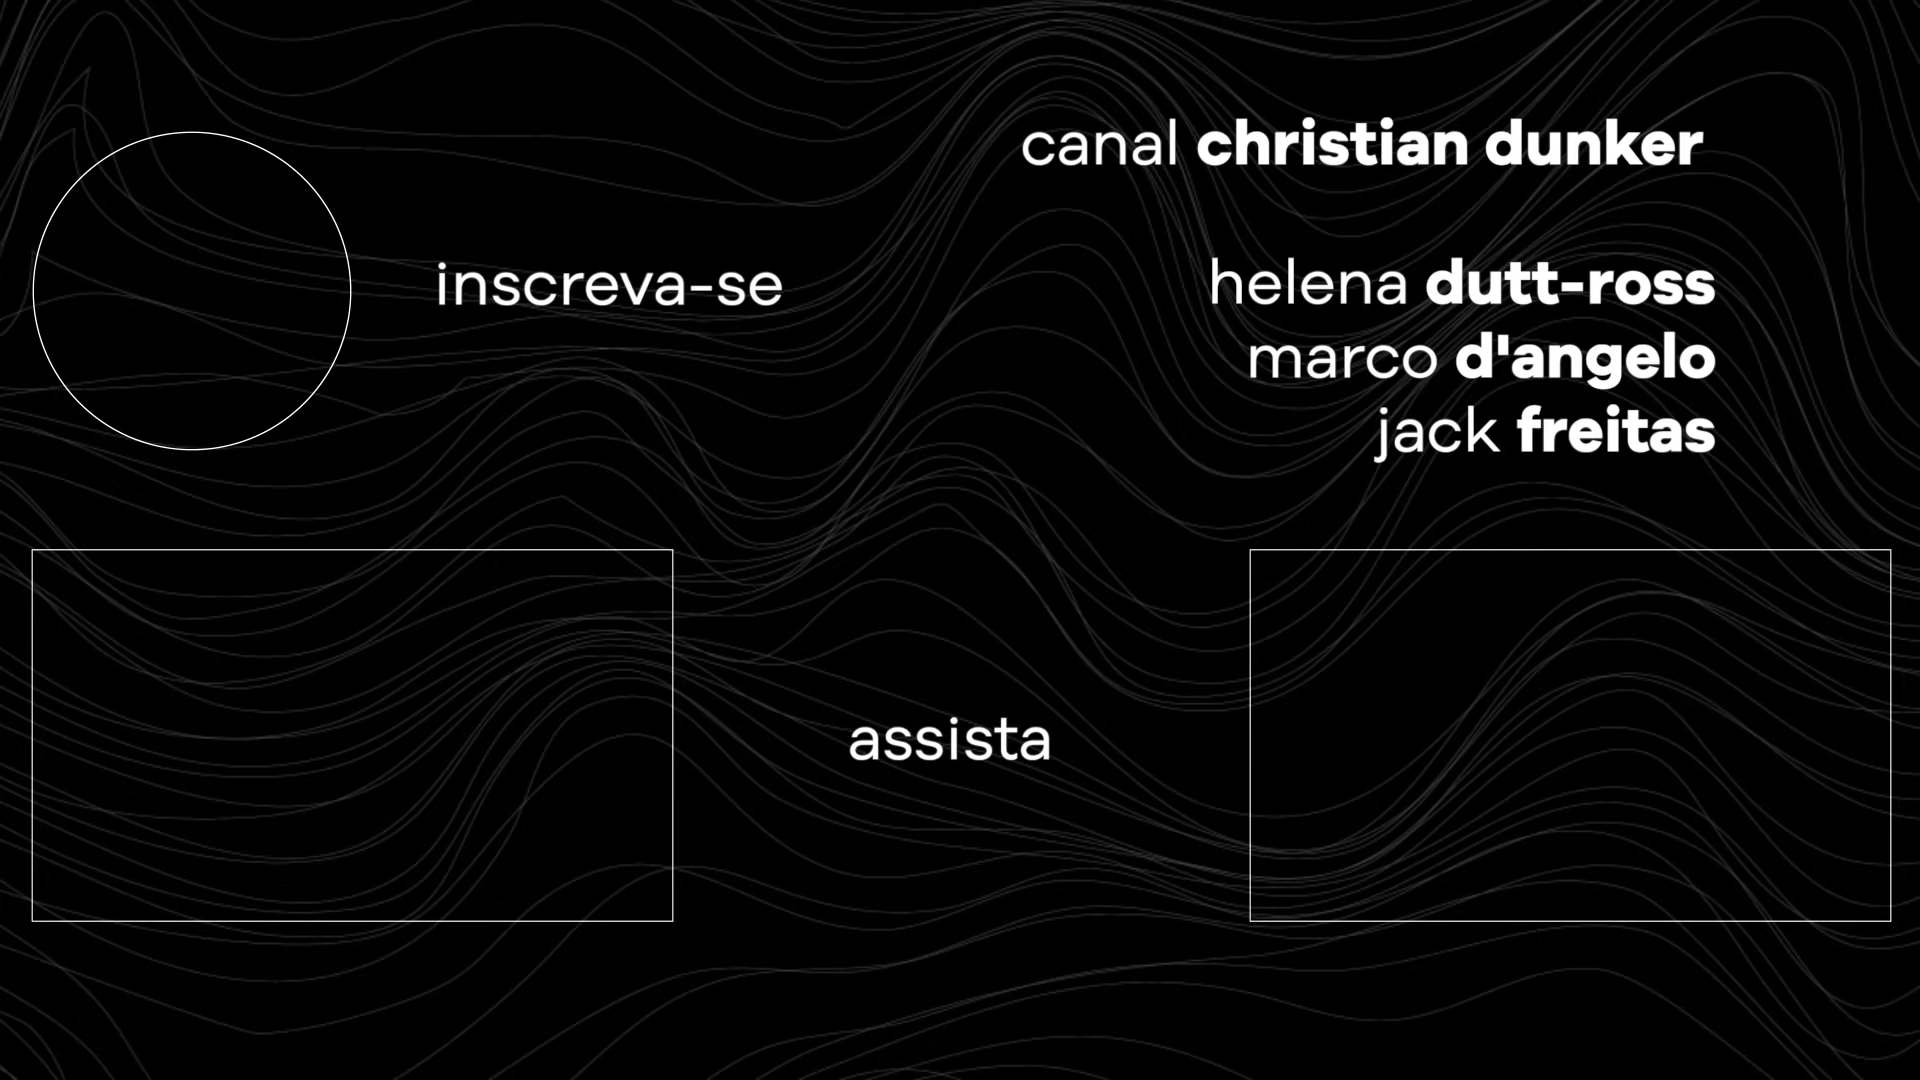 canal christian dunker
inscreva-se
helena dutt-ross
marco d'angelo
jack freitas
assista